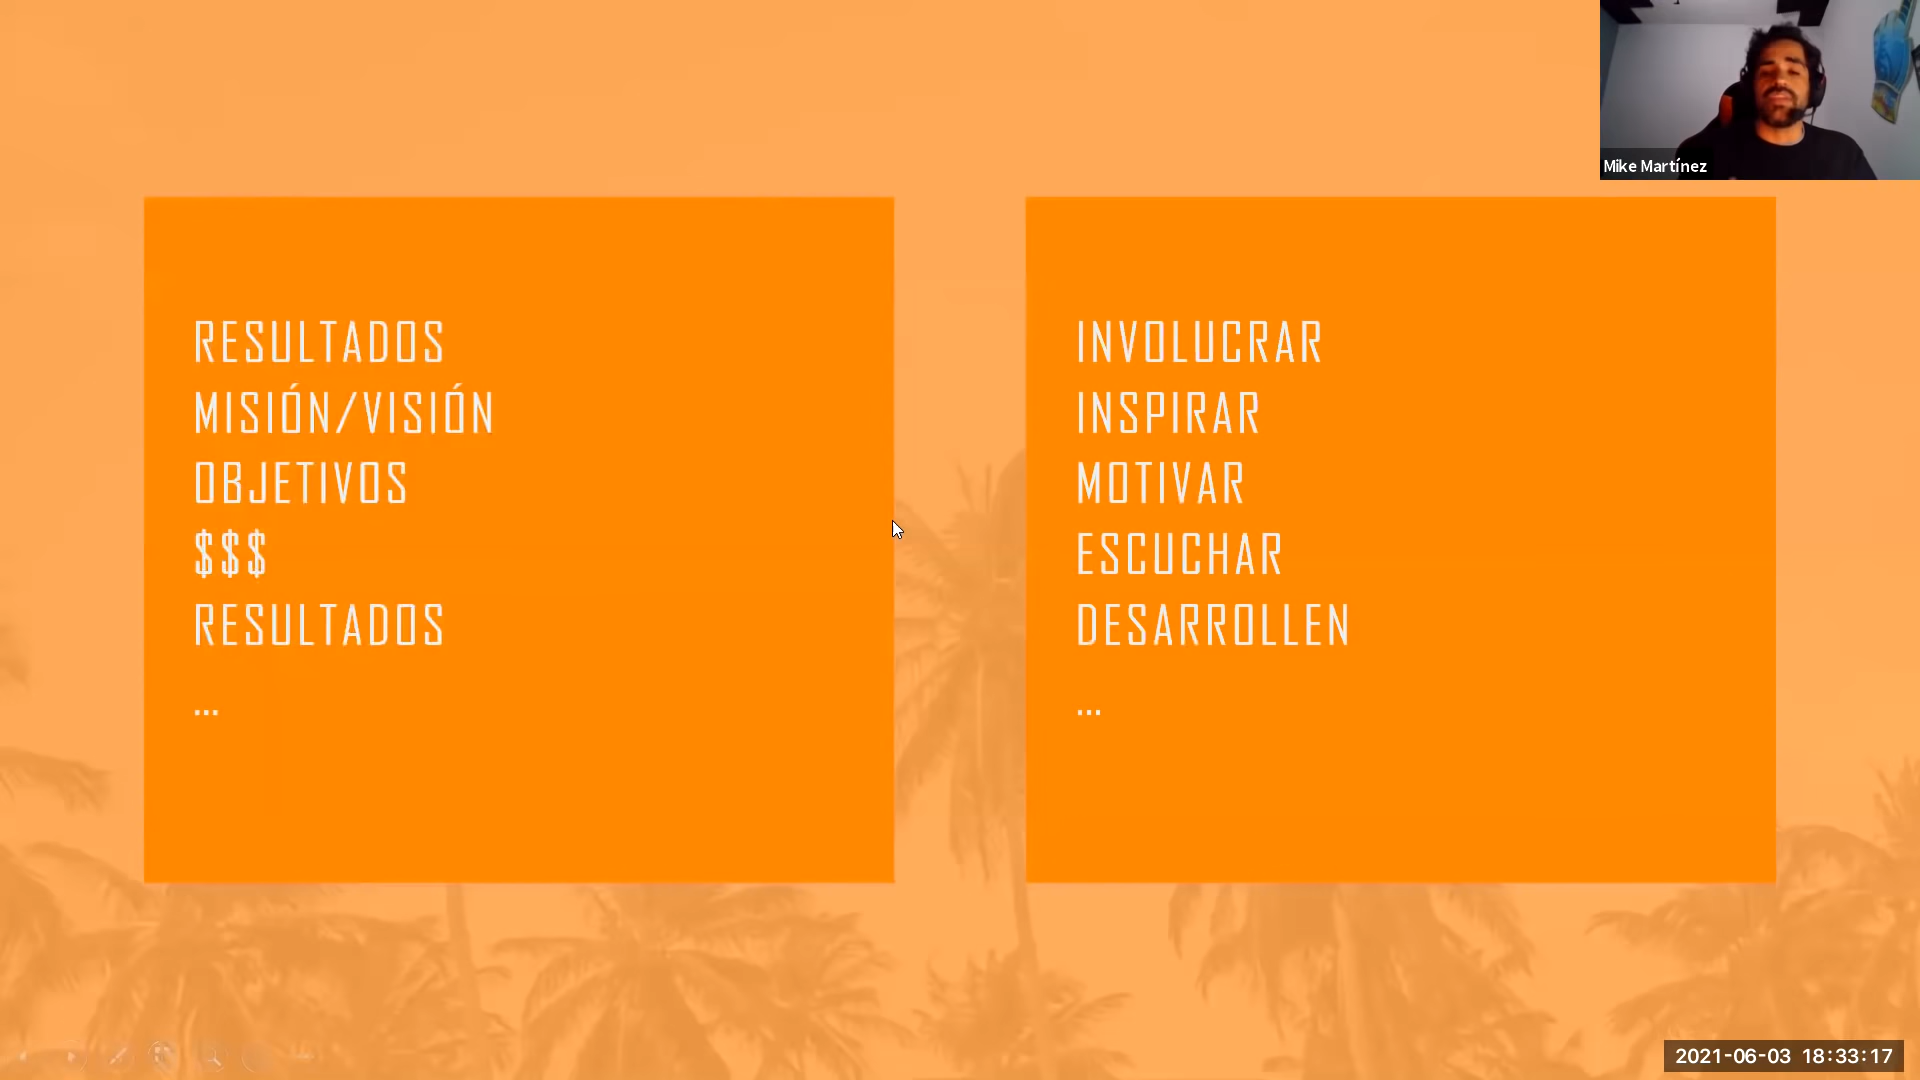 Mike Martínez
RESULTADOS
MISIÓN/VISIÓN
OBJETIVOS
$$$
RESULTADOS
...
INVOLUCRAR
INSPIRAR
MOTIVAR
ESCUCHAR
DESARROLLEN
...
2021-06-03 18:33:17